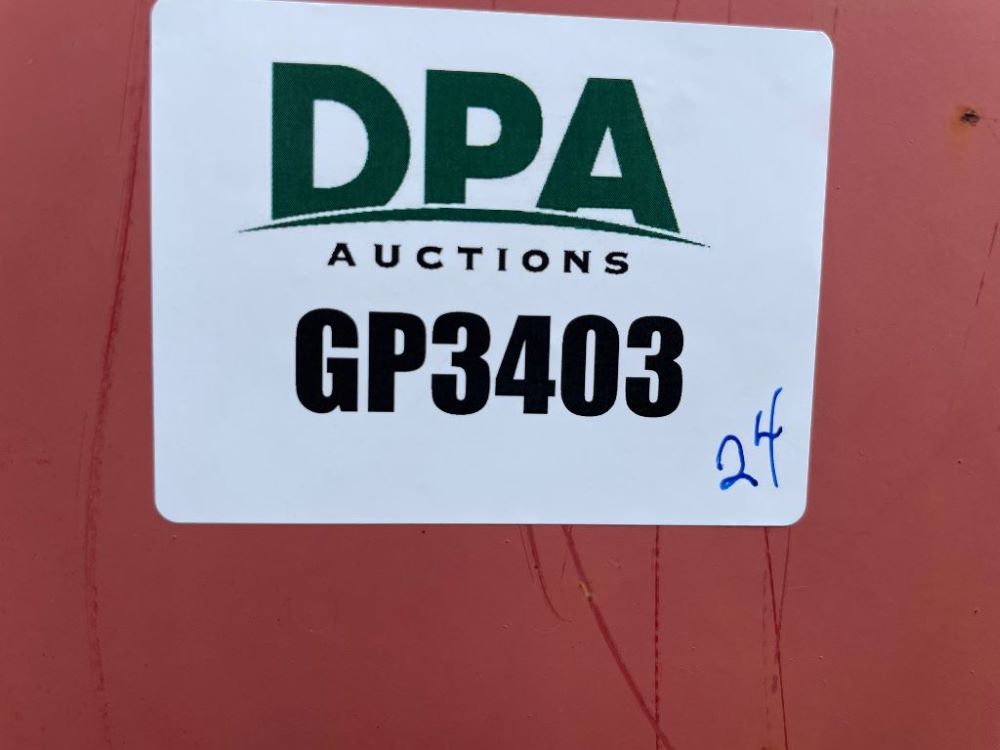 DPA
AUCTIONS
GP3403
24